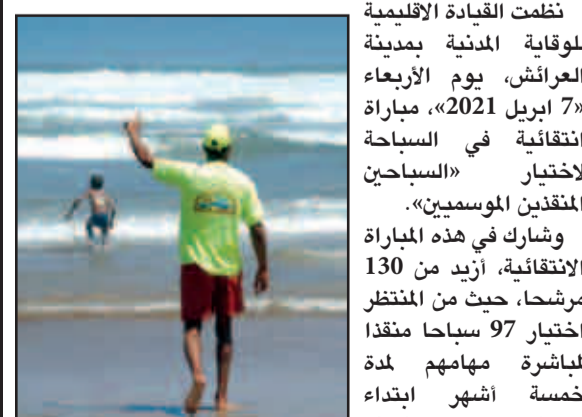 نظمت القيادة الاقليمية
للوقاية المدنية بمدينة
العرائش، يوم الأربعاء
«7 ابريل 2021»، مباراة
انتقائية في السباحة
لاختيار «السباحين
المنقذين الموسميين».
وشارك في هذه المباراة
الانتقائية، أزيد من 130
مرشحا، حيث من المنتظر
اختيار 97 سباحا منقذا
لمباشرة مهامهم لمدة
خمسة أشهر ابتداء